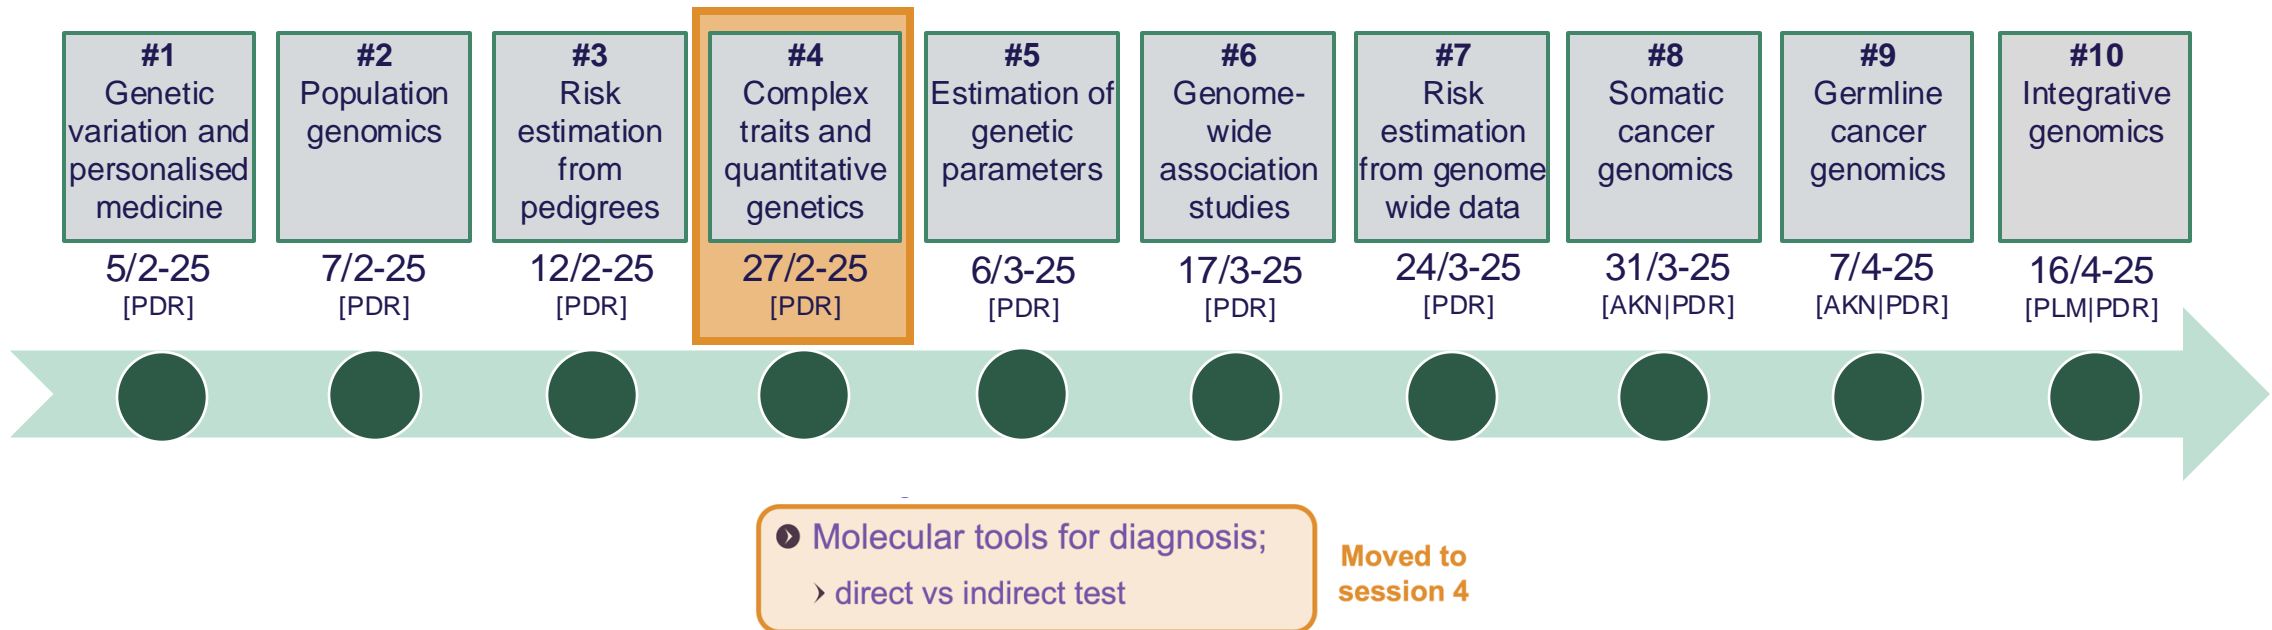 #1
Genetic
variation and
personalised
medicine
5/2-25
[PDR]
#2
Population
genomics
7/2-25
[PDR]
#3
Risk
estimation
from
pedigrees
12/2-25
[PDR]
#4
Complex
traits and
quantitative
genetics
27/2-25
[PDR]
#5
Estimation of
genetic
parameters
6/3-25
[PDR]
#6
Genome-
wide
association
studies
17/3-25
[PDR]
#7
Risk
estimation
from genome
wide data
24/3-25
[PDR]
#8
Somatic
cancer
genomics
31/3-25
[AKN|PDR]
#9
Germline
cancer
genomics
7/4-25
[AKN|PDR]
#10
Integrative
genomics
16/4-25
[PLM|PDR]
Molecular tools for diagnosis;
direct vs indirect test
Moved to
session 4